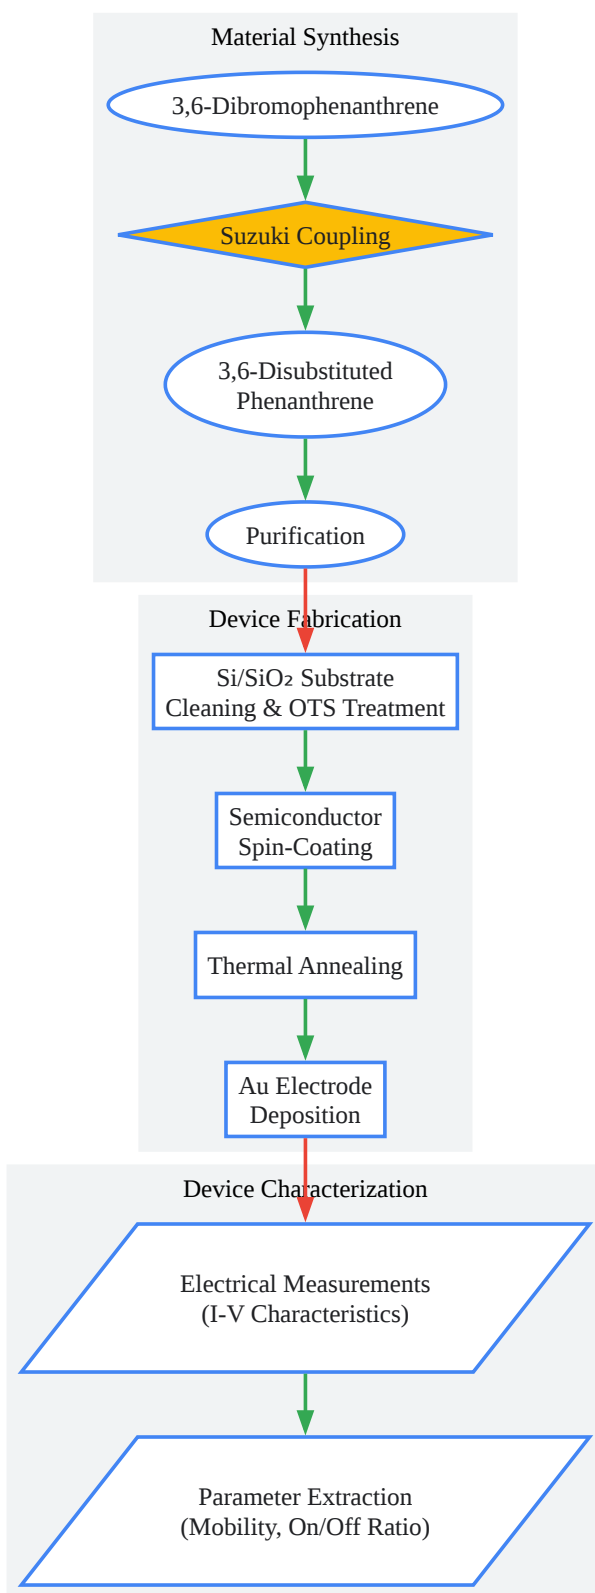 Material Synthesis
3,6-Dibromophenanthrene
Suzuki Coupling
3,6-Disubstituted
Phenanthrene
Purification
Device Fabrication
Si/SiO₂ Substrate
Cleaning & OTS Treatment
Semiconductor
Spin-Coating
Thermal Annealing
Au Electrode
Deposition
Device Characterization
Electrical Measurements
(I-V Characteristics)
Parameter Extraction
(Mobility, On/Off Ratio)